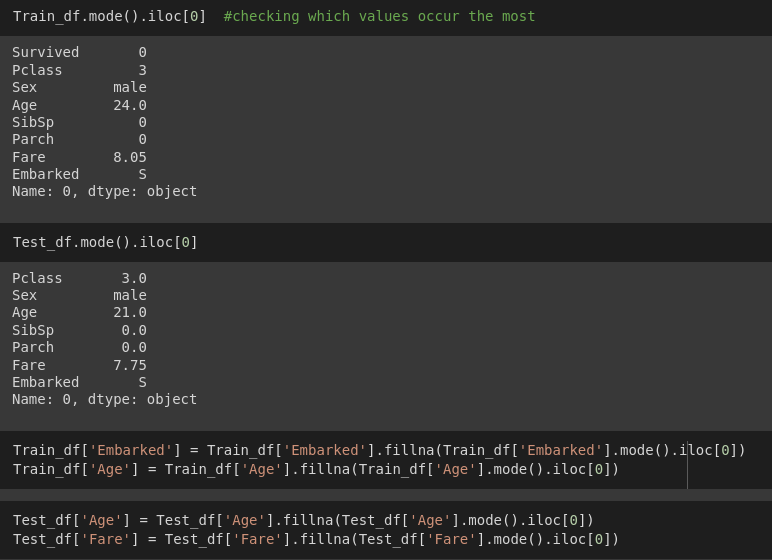 Train_df.mode().iloc[0]  #checking which values occur the most
Survived       0
Pclass         3
Sex         male
Age         24.0
SibSp          0
Parch          0
Fare        8.05
Embarked       S
Name: 0, dtype: object
Test_df.mode().iloc[0]
Pclass       3.0
Sex         male
Age         21.0
SibSp        0.0
Parch        0.0
Fare        7.75
Embarked       S
Name: 0, dtype: object
Train_df['Embarked'] = Train_df['Embarked'].fillna(Train_df['Embarked'].mode().iloc[0])
Train_df['Age'] = Train_df['Age'].fillna(Train_df['Age'].mode().iloc[0])
Test_df['Age'] = Test_df['Age'].fillna(Test_df['Age'].mode().iloc[0])
Test_df['Fare'] = Test_df['Fare'].fillna(Test_df['Fare'].mode().iloc[0])